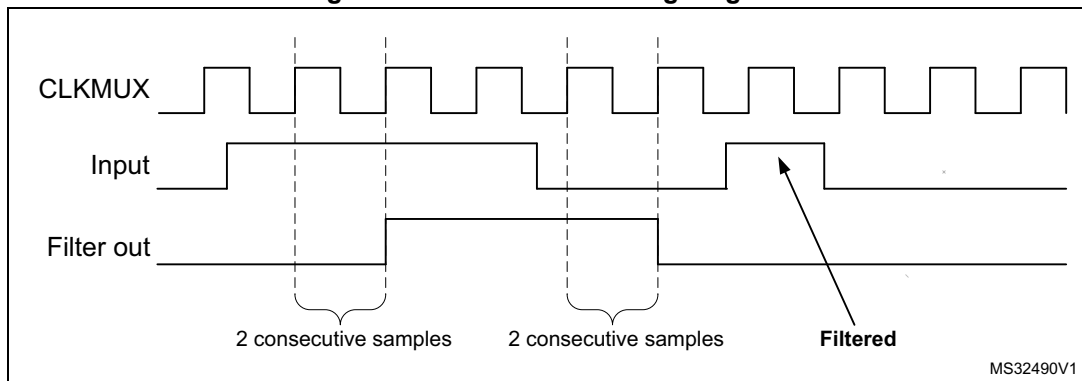 CLKMUX
Input
Filter out
2 consecutive samples 2 consecutive samples Filtered
MS32490V1